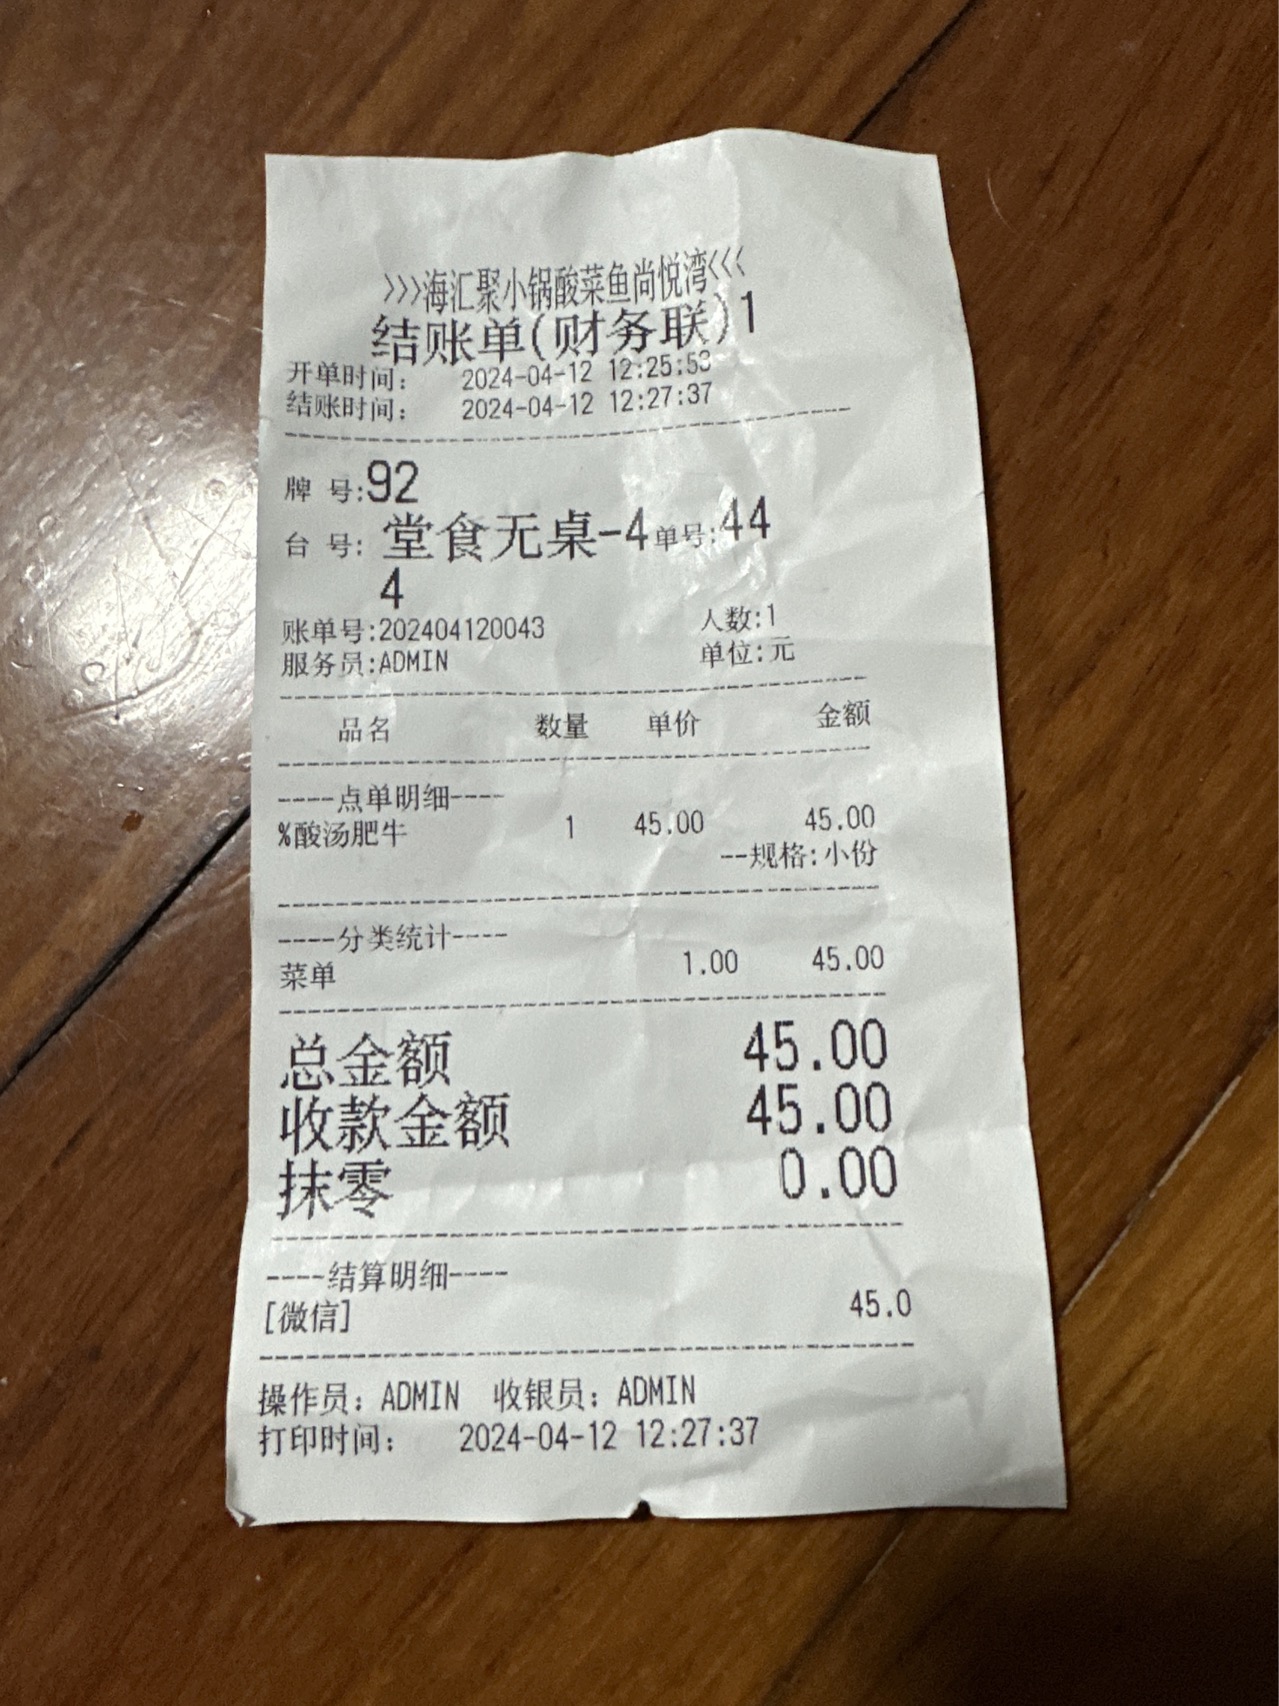 >>>海汇聚小锅酸菜鱼尚悦湾<<<
结账单(财务联)1
开单时间： 2024-04-12 12:25:53
结账时间： 2024-04-12 12:27:37
牌 号:92
台 号: 堂食无桌-4 单号:44
4
账单号:202404120043 人数:1
服务员:ADMIN 单位:元
品名 数量 单价 金额
----点单明细----
%酸汤肥牛 1 45.00 45.00
--规格:小份
----分类统计----
菜单 1.00 45.00
总金额 45.00
收款金额 45.00
抹零 0.00
----结算明细----
[微信] 45.0
操作员：ADMIN 收银员：ADMIN
打印时间： 2024-04-12 12:27:37